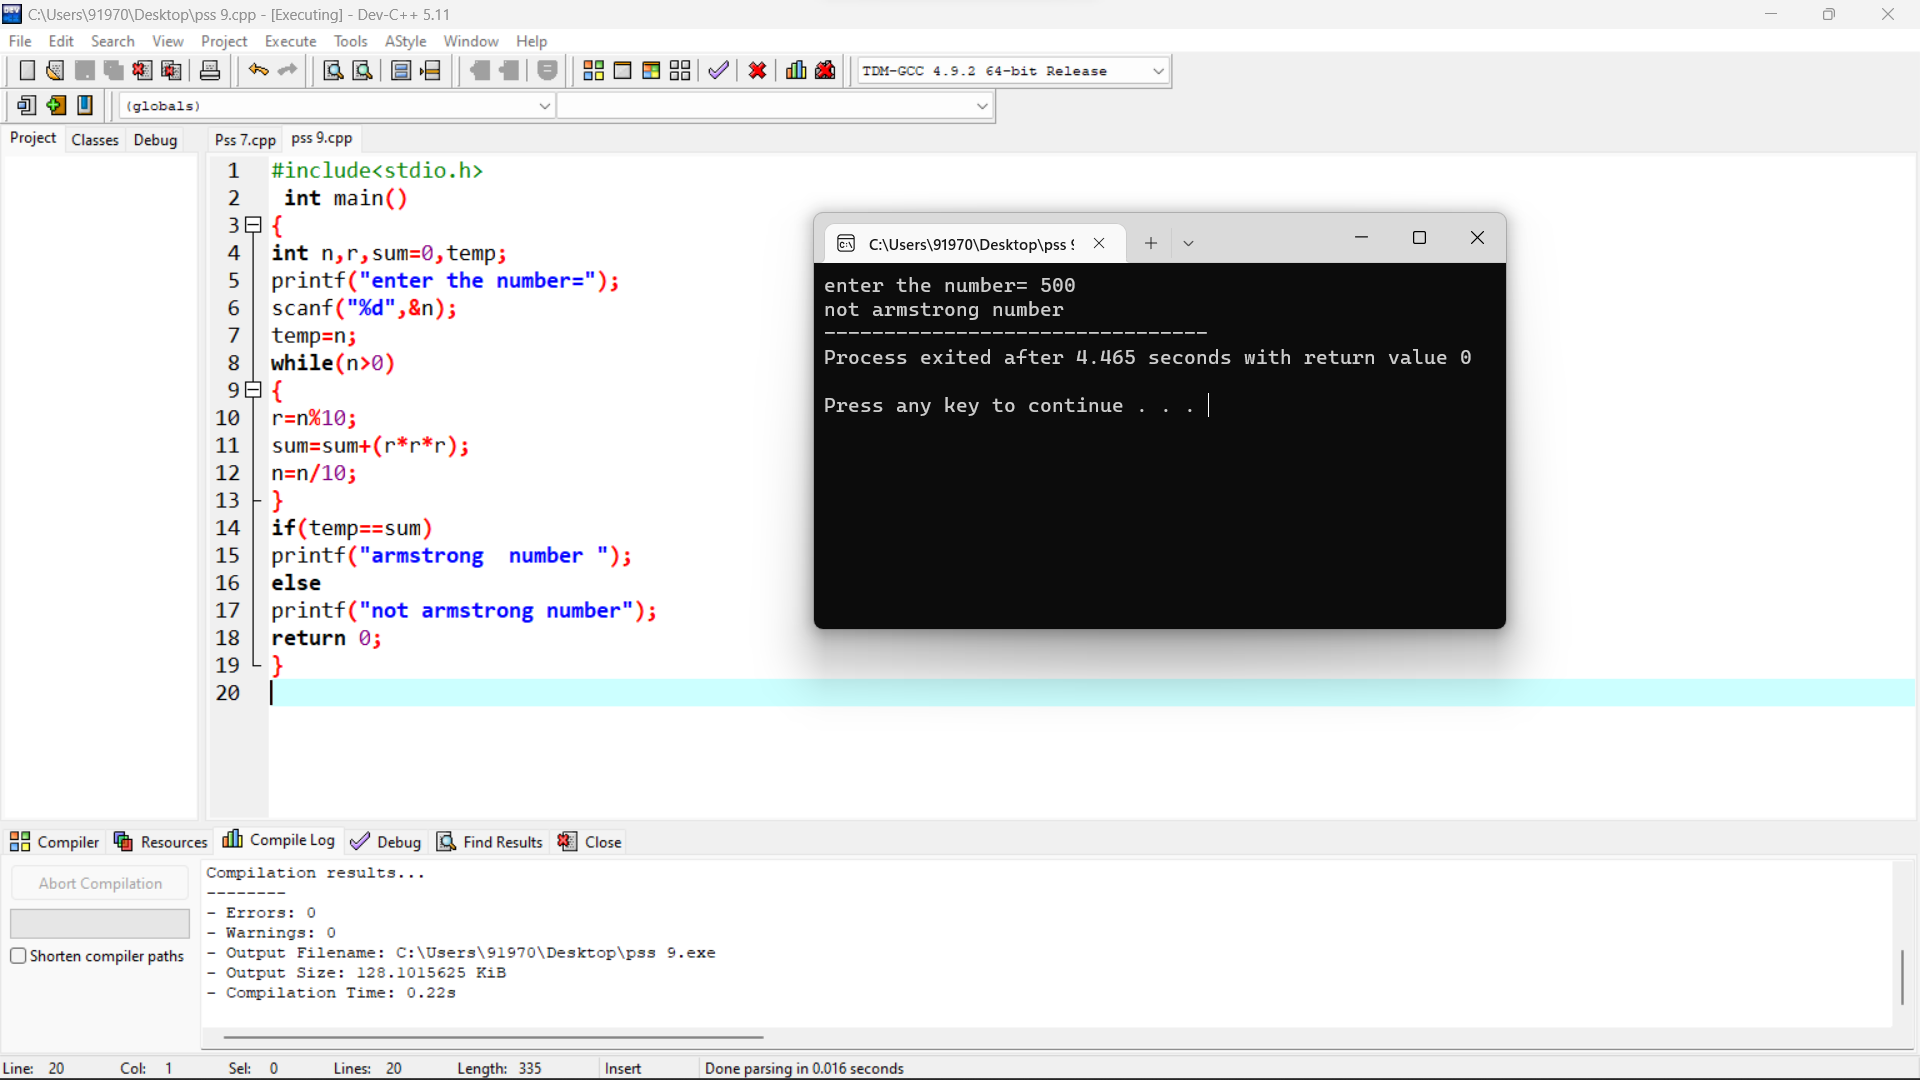 C:\Users\91970\Desktop\pss 9.cpp - [Executing] - Dev-C++ 5.11
File Edit Search View Project Execute Tools AStyle Window Help
TDM-GCC 4.9.2 64-bit Release
(globals)
Project Classes Debug
Pss 7.cpp pss 9.cpp
1 #include<stdio.h>
2 int main()
3 {
4 int n,r,sum=0,temp;
5 printf("enter the number=");
6 scanf("%d",&n);
7 temp=n;
8 while(n>0)
9 {
10 r=n%10;
11 sum=sum+(r*r*r);
12 n=n/10;
13 }
14 if(temp==sum)
15 printf("armstrong  number ");
16 else
17 printf("not armstrong number");
18 return 0;
19 }
20
C:\Users\91970\Desktop\pss 9
enter the number= 500
not armstrong number
--------------------------------
Process exited after 4.465 seconds with return value 0
Press any key to continue . . .
Compiler Resources Compile Log Debug Find Results Close
Abort Compilation
Shorten compiler paths
Compilation results...
--------
- Errors: 0
- Warnings: 0
- Output Filename: C:\Users\91970\Desktop\pss 9.exe
- Output Size: 128.1015625 KiB
- Compilation Time: 0.22s
Line: 20 Col: 1 Sel: 0 Lines: 20 Length: 335 Insert Done parsing in 0.016 seconds